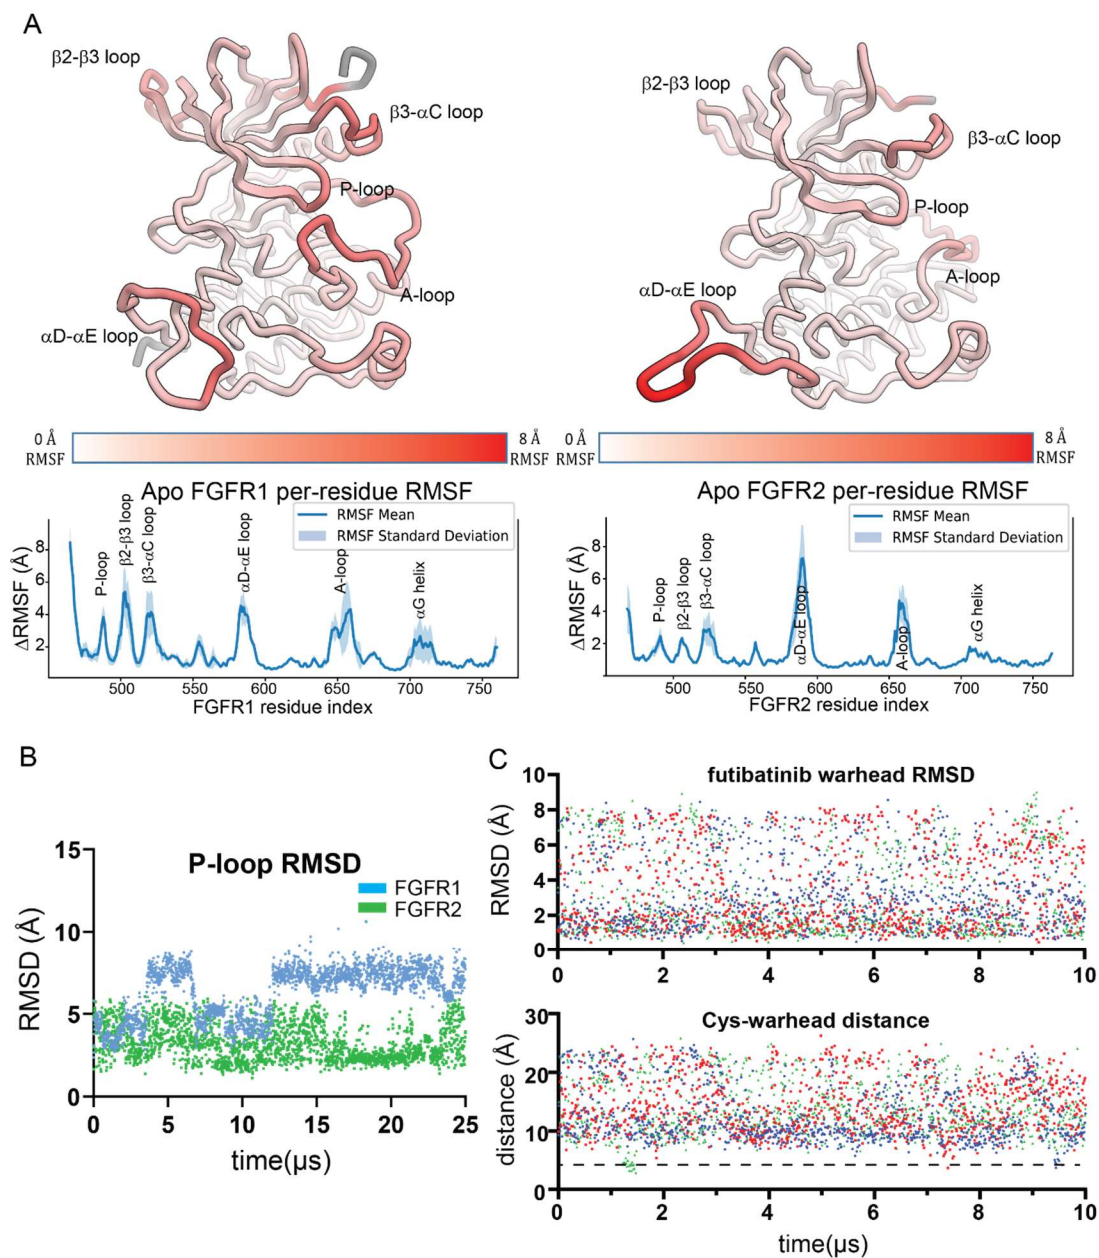 A
β2-β3 loop
β3-αC loop
P-loop
A-loop
αD-αE loop
β2-β3 loop
β3-αC loop
P-loop
A-loop
αD-αE loop
0 Å
RMSF
8 Å
RMSF
0 Å
RMSF
8 Å
RMSF
Apo FGFR1 per-residue RMSF
RMSF Mean
RMSF Standard Deviation
ΔRMSF (Å)
8
6
4
2
P-loop
β2-β3 loop
β3-αC loop
αD-αE loop
A-loop
αG helix
500 550 600 650 700 750
FGFR1 residue index
Apo FGFR2 per-residue RMSF
RMSF Mean
RMSF Standard Deviation
ΔRMSF (Å)
8
6
4
2
P-loop
β2-β3 loop
β3-αC loop
αD-αE loop
A-loop
αG helix
500 550 600 650 700 750
FGFR2 residue index
B
P-loop RMSD
FGFR1
FGFR2
RMSD (Å)
15
10
5
0
0 5 10 15 20 25
time(µs)
C
futibatinib warhead RMSD
RMSD (Å)
10
8
6
4
2
0
0 2 4 6 8 10
Cys-warhead distance
distance (Å)
30
20
10
0
0 2 4 6 8 10
time(µs)